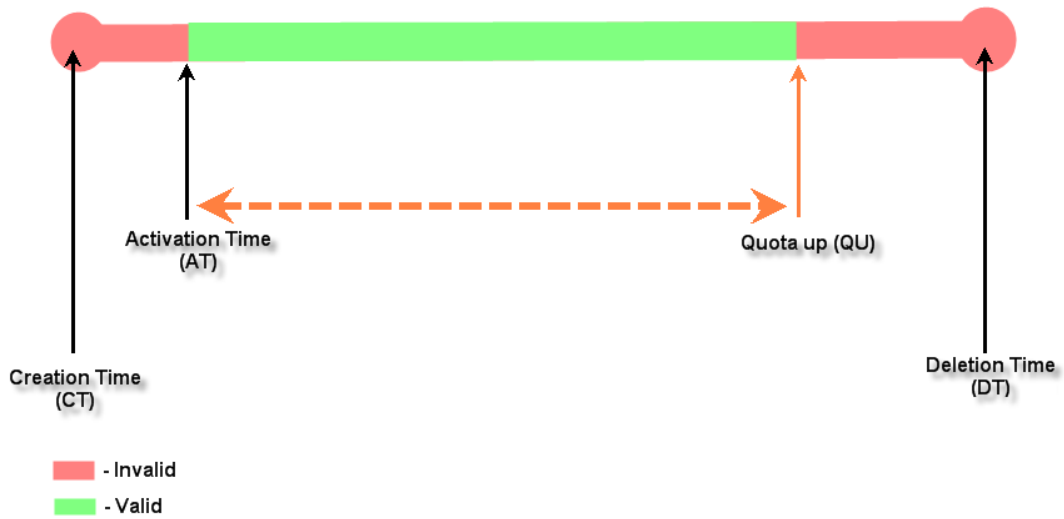 Activation Time
(AT)
Quota up (QU)
Creation Time
(CT)
Deletion Time
(DT)
- Invalid
- Valid